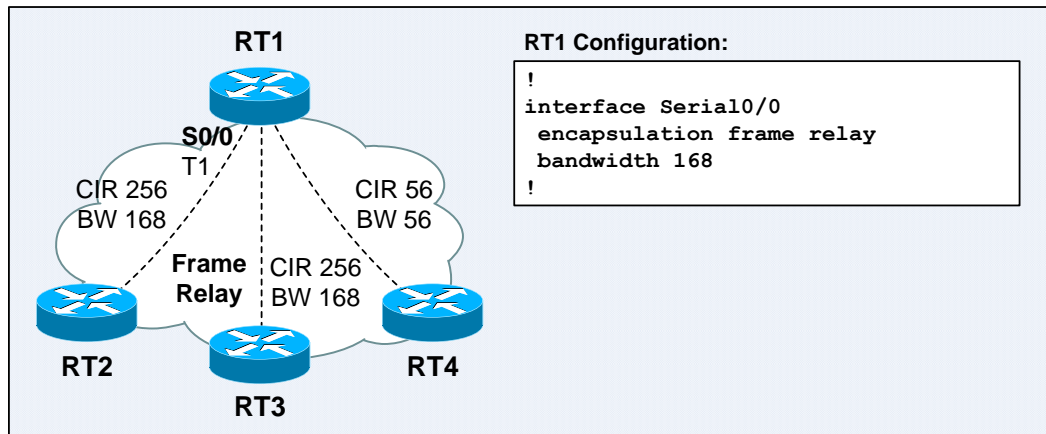 RT1
RT1 Configuration:
!
interface Serial0/0
encapsulation frame relay
bandwidth 168
!
S0/0
T1
CIR 256
BW 168
CIR 56
BW 56
Frame
Relay
CIR 256
BW 168
RT2
RT3
RT4